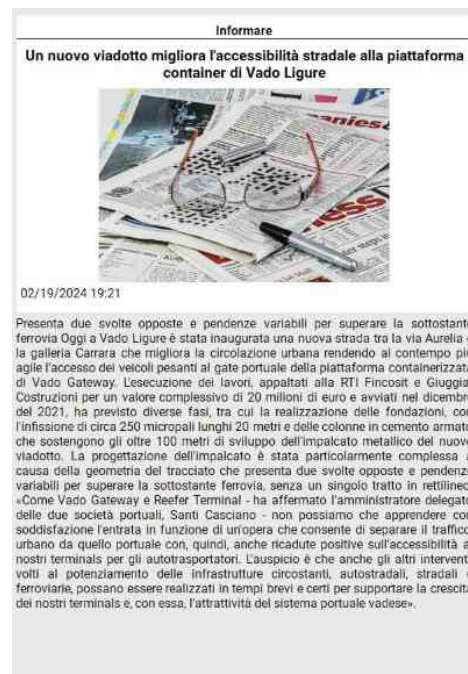 Informare
Un nuovo viadotto migliora l'accessibilità stradale alla piattaforma
container di Vado Ligure
02/19/2024 19:21
Presenta due svolte opposte e pendenze variabili per superare la sottostante
ferrovia Oggi a Vado Ligure è stata inaugurata una nuova strada tra la via Aurelia
la galleria Carrara che migliora la circolazione urbana rendendo al contempo più
agile l'accesso dei veicoli pesanti al gate portuale della piattaforma containerizzata
di Vado Gateway. L'esecuzione dei lavori, appaltati alla RTI Fincosit e Giuggia
Costruzioni per un valore complessivo di 20 milioni di euro e avviati nel dicembre
del 2021, ha previsto diverse fasi, tra cui la realizzazione delle fondazioni, con
l'infissione di circa 250 micropali lunghi 20 metri e delle colonne in cemento armato
che sostengono gli oltre 100 metri di sviluppo dell'impalcato metallico del nuovo
viadotto. La progettazione dell'impalcato è stata particolarmente complessa
causa della geometria del tracciato che presenta due svolte opposte e pendenze
variabili per superare la sottostante ferrovia, senza un singolo tratto in rettilineo.
«Come Vado Gateway e Reefer Terminal - ha affermato l'amministratore delegato
delle due società portuali, Santi Casciano - non possiamo che apprendere con
soddisfazione l'entrata in funzione di un'opera che consente di separare il traffico
urbano da quello portuale con, quindi, anche ricadute positive sull'accessibilità ai
nostri terminals per gli autotrasportatori. L'auspicio è che anche gli altri interventi
volti al potenziamento delle infrastrutture circostanti, autostradali, stradali
ferroviarie, possano essere realizzati in tempi brevi e certi per supportare la crescita
dei nostri terminals e, con essa, l'attrattività del sistema portuale vadese».